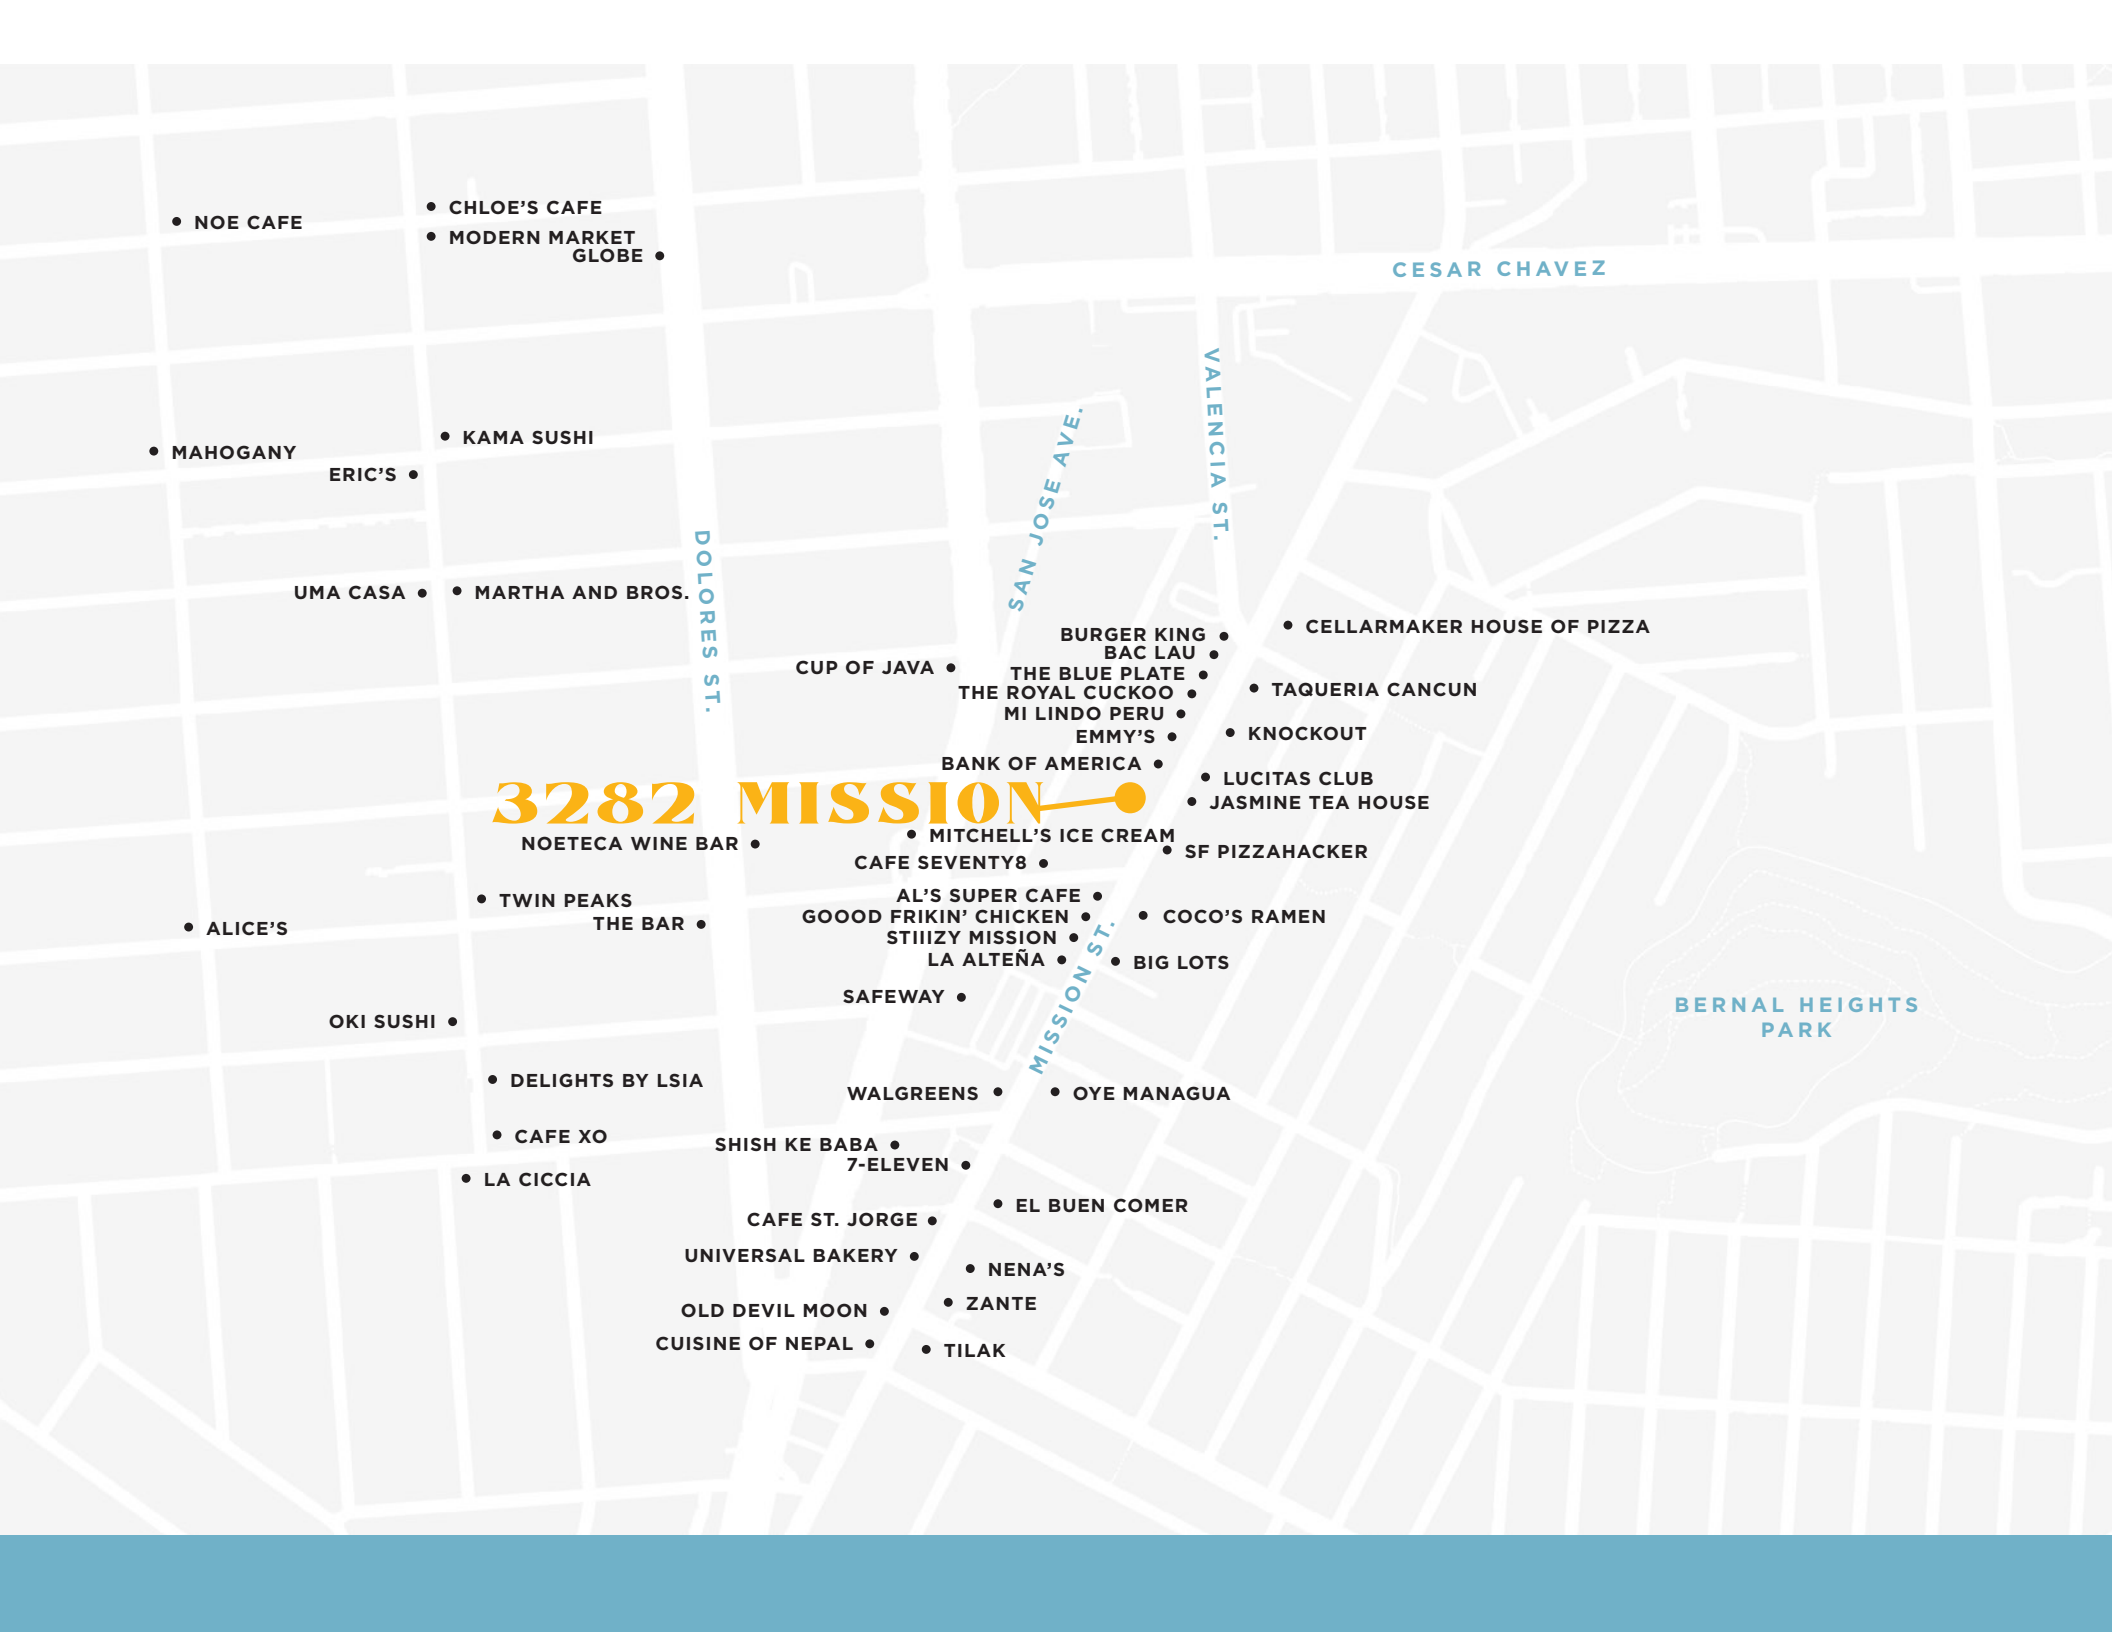 CHLOE’S CAFE
NOE CAFE
MODERN MARKET
GLOBE
CESAR CHAVEZ
VALENCIA ST.
SAN JOSE AVE.
KAMA SUSHI
MAHOGANY
ERIC’S
DOLORES ST.
UMA CASA
MARTHA AND BROS.
CELLARMAKER HOUSE OF PIZZA
BURGER KING
BAC LAU
CUP OF JAVA
THE BLUE PLATE
TAQUERIA CANCUN
THE ROYAL CUCKOO
MI LINDO PERU
KNOCKOUT
EMMY’S
BANK OF AMERICA
LUCITAS CLUB
3282 MISSION
JASMINE TEA HOUSE
MITCHELL’S ICE CREAM
NOETECA WINE BAR
SF PIZZAHACKER
CAFE SEVENTY8
AL’S SUPER CAFE
TWIN PEAKS
GOOOD FRIKIN’ CHICKEN
COCO’S RAMEN
THE BAR
ALICE’S
STIIIZY MISSION
LA ALTEÑA
BIG LOTS
MISSION ST.
SAFEWAY
BERNAL HEIGHTS
PARK
OKI SUSHI
DELIGHTS BY LSIA
WALGREENS
OYE MANAGUA
CAFE XO
SHISH KE BABA
7-ELEVEN
LA CICCIA
EL BUEN COMER
CAFE ST. JORGE
UNIVERSAL BAKERY
NENA’S
ZANTE
OLD DEVIL MOON
CUISINE OF NEPAL
TILAK